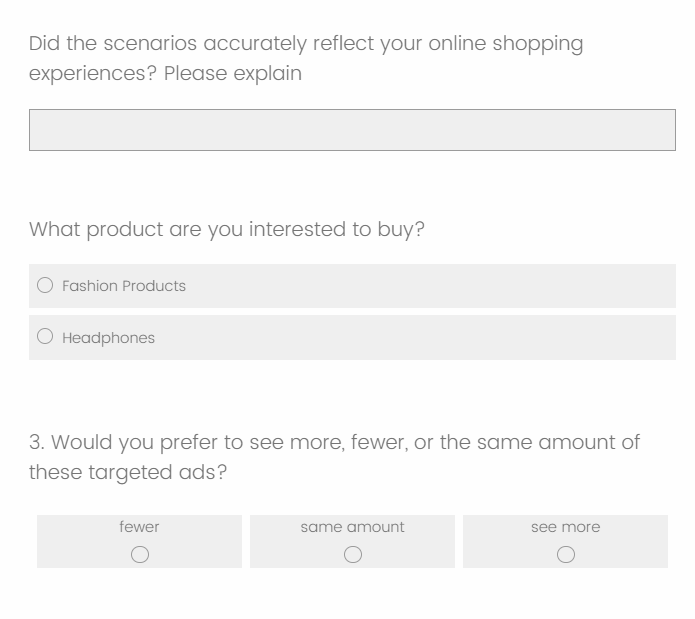 Did the scenarios accurately reflect your online shopping
experiences? Please explain
What product are you interested to buy?
Fashion Products
Headphones
3. Would you prefer to see more, fewer, or the same amount of
these targeted ads?
fewer
same amount
see more